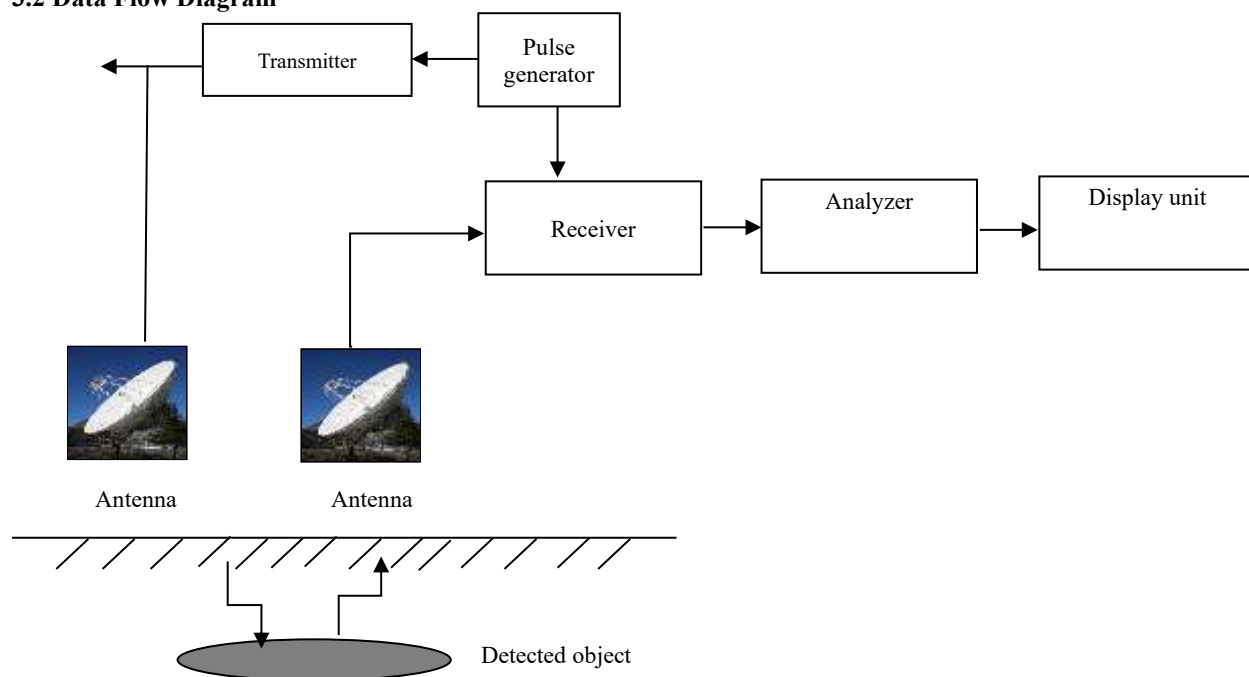 3.2 Data Flow Diagram
Transmitter
Pulse
generator
Receiver
Analyzer
Display unit
Antenna
Antenna
Detected object